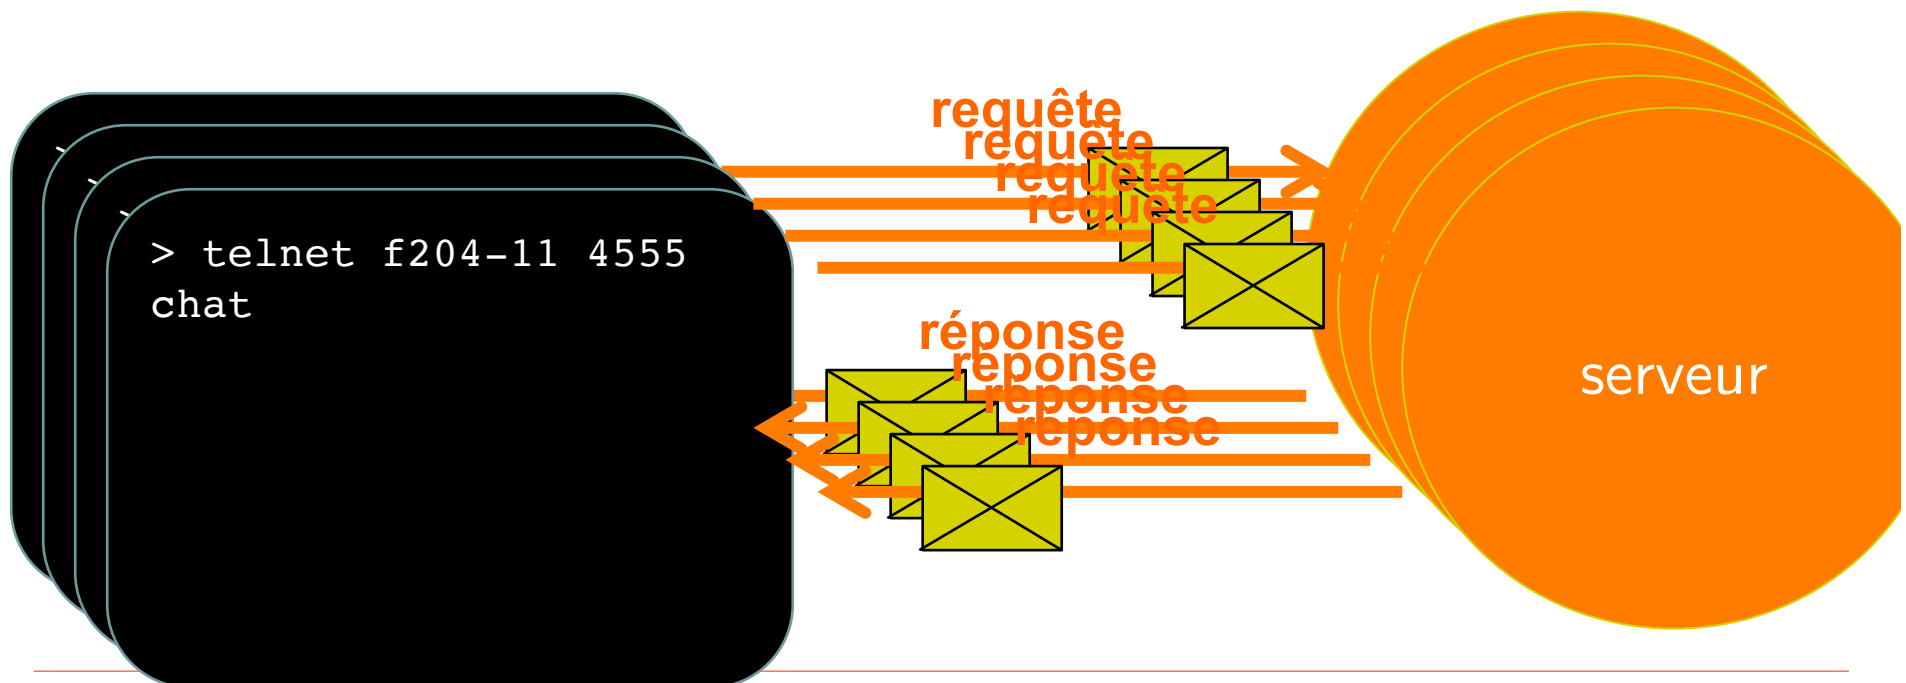 requête
requête
requête
requête
> telnet f204-11 4555
chat
réponse
réponse
réponse
réponse
serveur